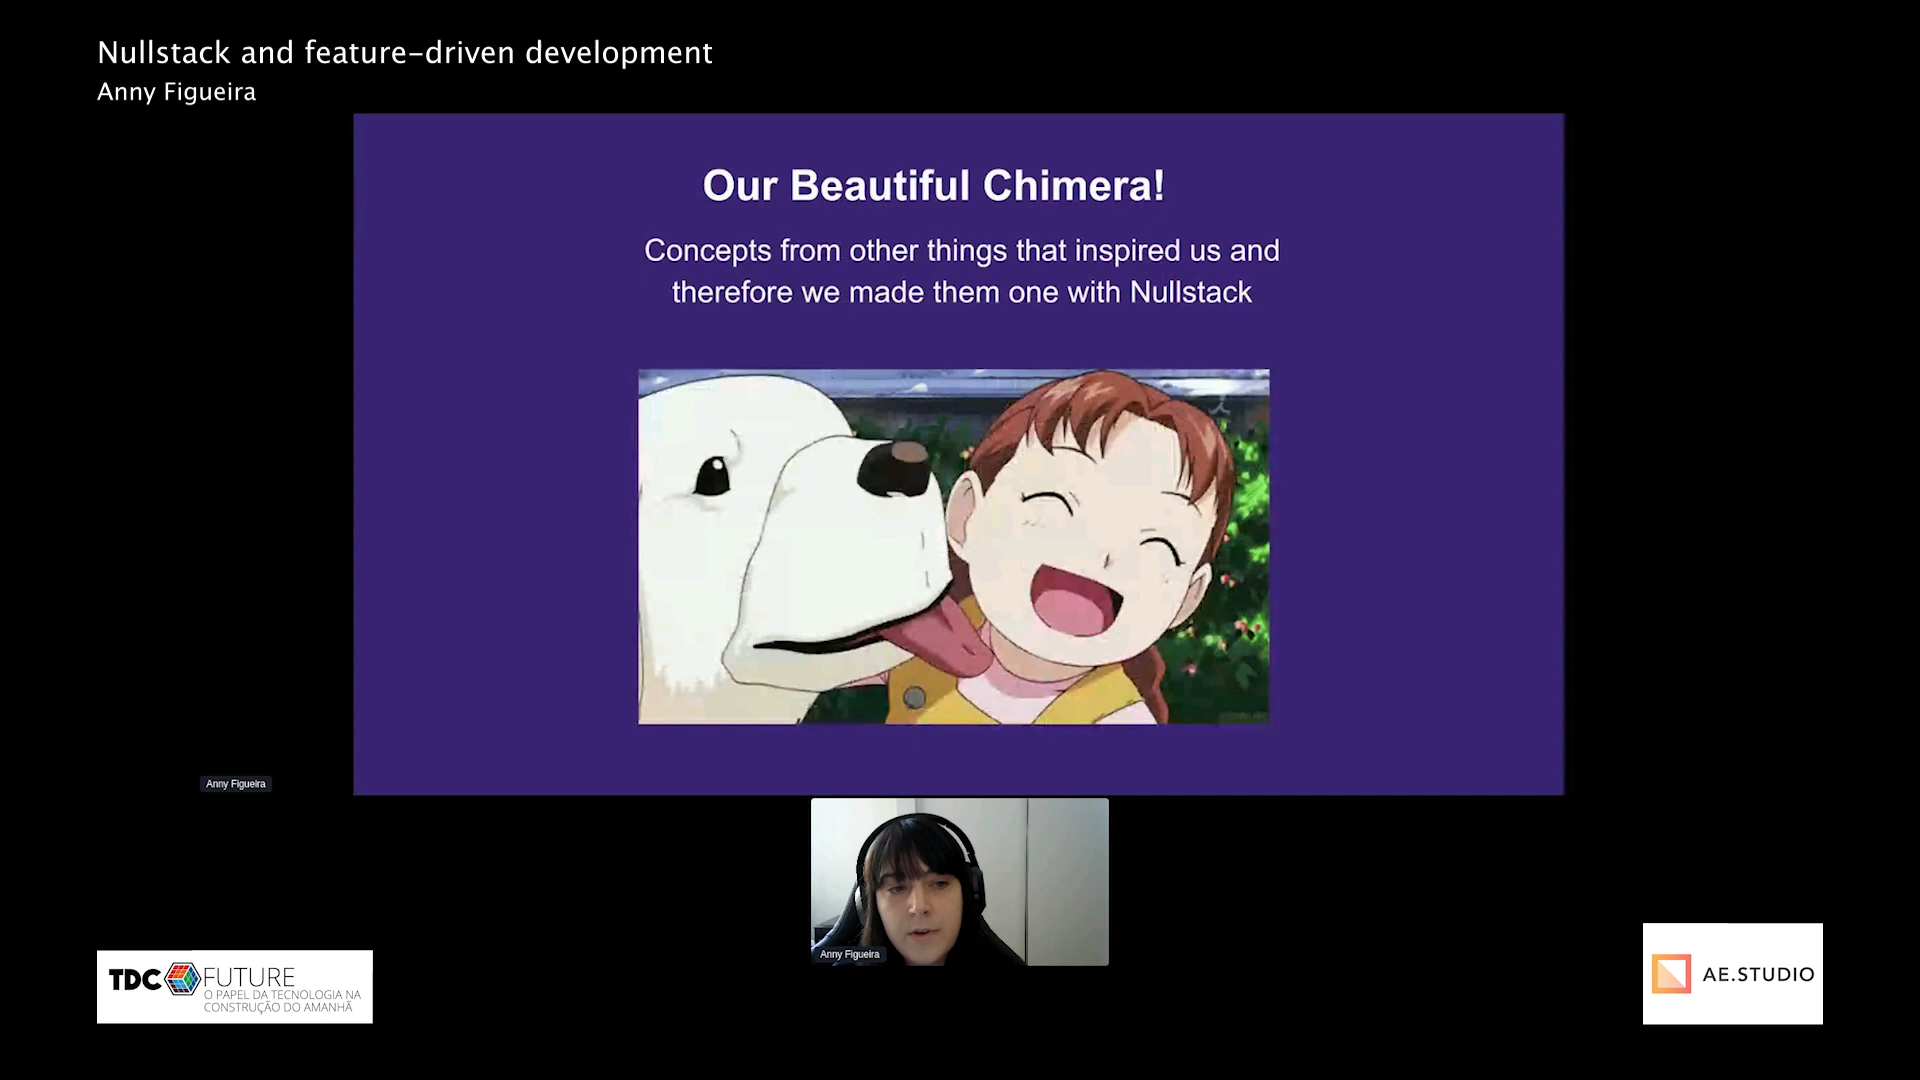 Nullstack and feature-driven development
Anny Figueira
Our Beautiful Chimera!
Concepts from other things that inspired us and
therefore we made them one with Nullstack
Anny Figueira
Anny Figueira
TDC FUTURE
O PAPEL DA TECNOLOGIA NA
CONSTRUÇÃO DO AMANHÃ
AE.STUDIO